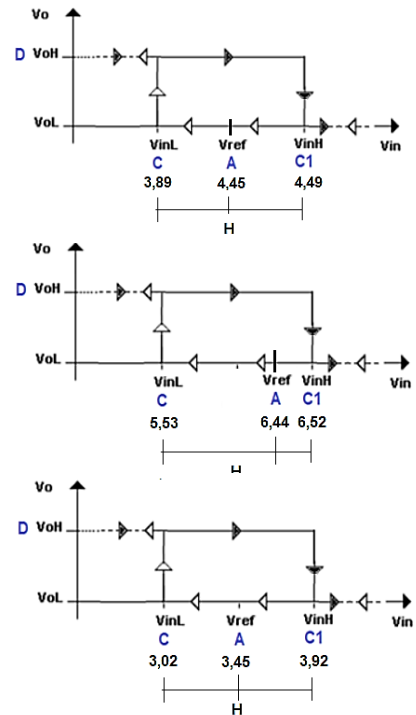 Vo
D VoH
VoL
VinL Vref VinH Vin
C A C1
3,89 4,45 4,49
H
Vo
D VoH
VoL
VinL Vref VinH Vin
C A C1
5,53 6,44 6,52
H
Vo
D VoH
VoL
VinL Vref VinH Vin
C A C1
3,02 3,45 3,92
H